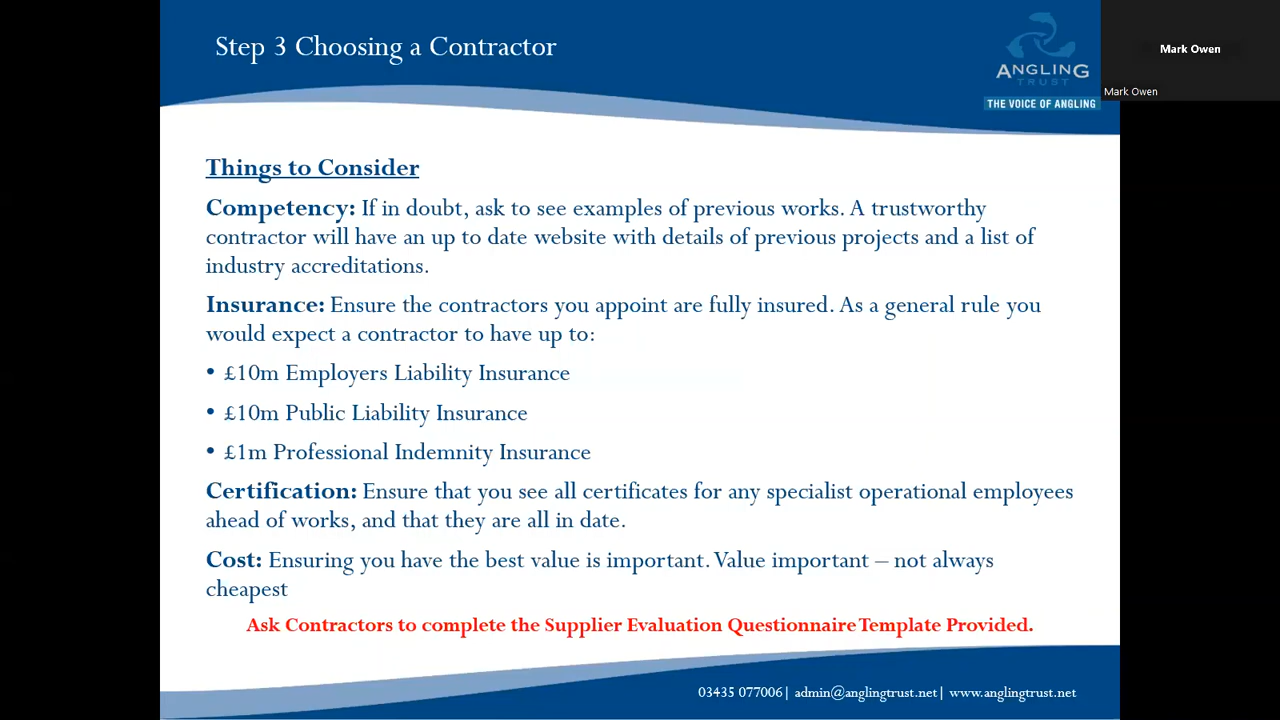 Step 3 Choosing a Contractor
ANGLING
TRUST
THE VOICE OF ANGLING
Mark Owen
Mark Owen
Things to Consider
Competency: If in doubt, ask to see examples of previous works. A trustworthy
contractor will have an up to date website with details of previous projects and a list of
industry accreditations.
Insurance: Ensure the contractors you appoint are fully insured. As a general rule you
would expect a contractor to have up to:
• £10m Employers Liability Insurance
• £10m Public Liability Insurance
• £1m Professional Indemnity Insurance
Certification: Ensure that you see all certificates for any specialist operational employees
ahead of works, and that they are all in date.
Cost: Ensuring you have the best value is important. Value important – not always
cheapest
Ask Contractors to complete the Supplier Evaluation Questionnaire Template Provided.
03435 077006| admin@anglingtrust.net| www.anglingtrust.net